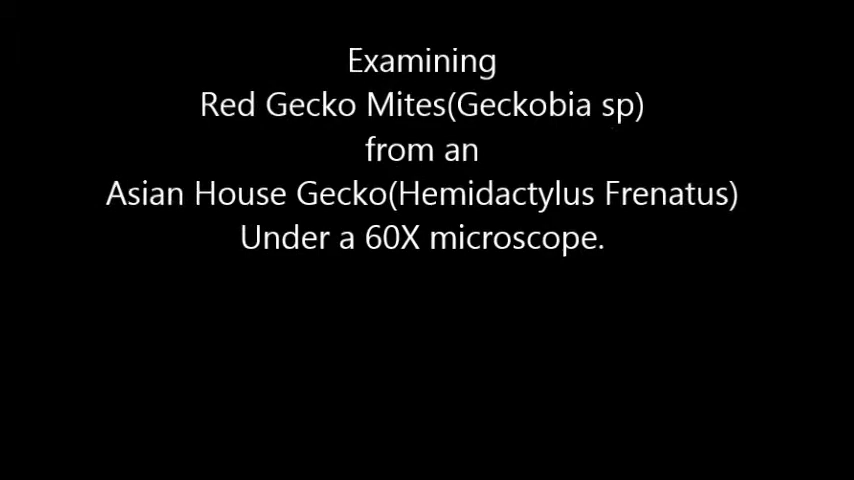 Examining
Red Gecko Mites(Geckobia sp)
from an
Asian House Gecko(Hemidactylus Frenatus)
Under a 60X microscope.